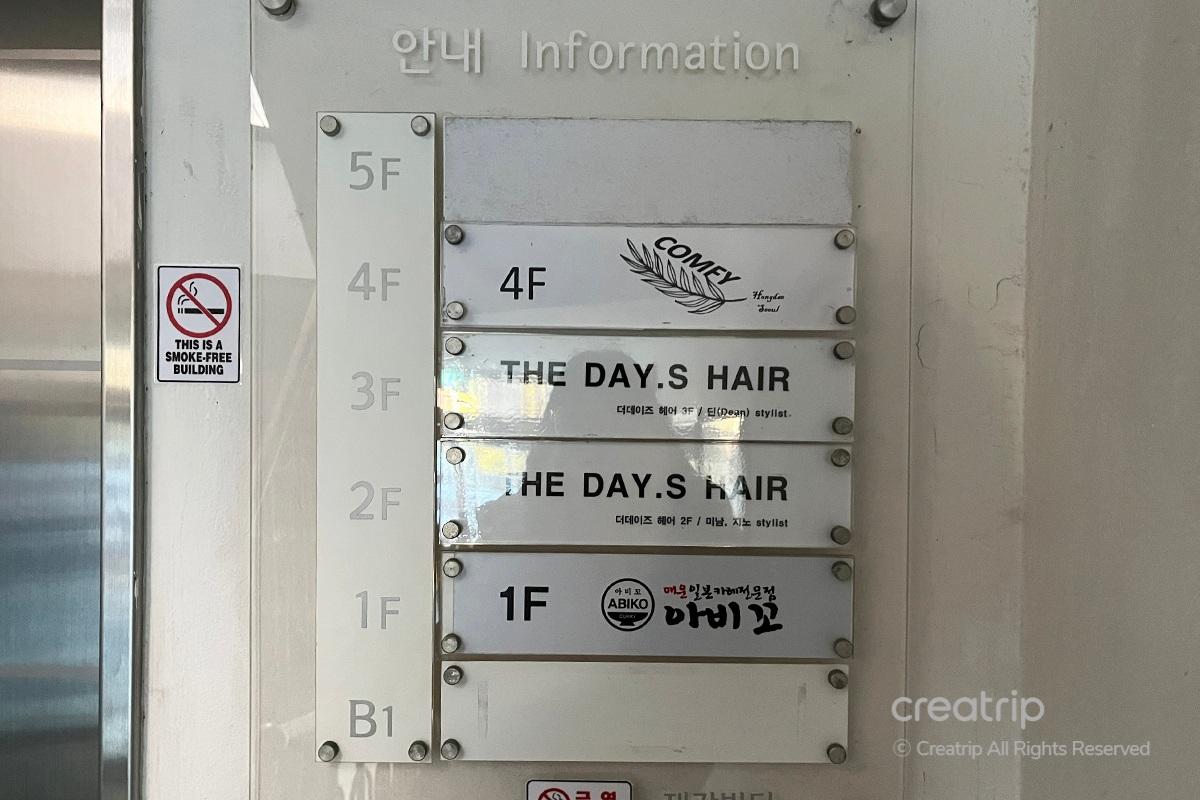 안내 Information
5F
4F
4F
COMFY
Hongdae
Seoul
3F
THE DAY.S HAIR
더데이즈 헤어 3F / 딘(Dean) stylist.
2F
THE DAY.S HAIR
더데이즈 헤어 2F / 미남, 지노 stylist
1F
1F
아비꼬
ABIKO
CURRY
매운일본카레전문점
아비꼬
B1
THIS IS A
SMOKE-FREE
BUILDING
금연
creatrip
© Creatrip All Rights Reserved